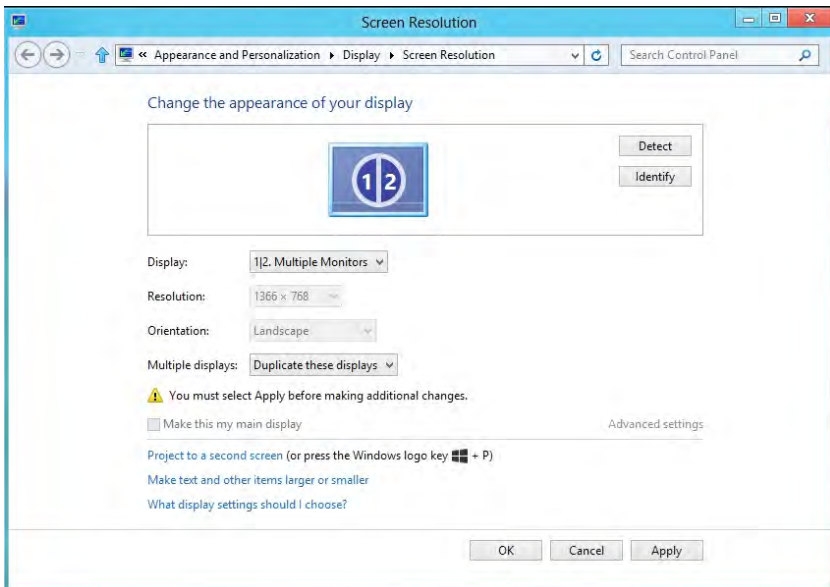 Screen Resolution
« Appearance and Personalization ▸ Display ▸ Screen Resolution
Search Control Panel
Change the appearance of your display
1|2
Detect
Identify
Display: 1|2. Multiple Monitors
Resolution: 1366 × 768
Orientation: Landscape
Multiple displays: Duplicate these displays
You must select Apply before making additional changes.
Make this my main display Advanced settings
Project to a second screen (or press the Windows logo key + P)
Make text and other items larger or smaller
What display settings should I choose?
OK Cancel Apply